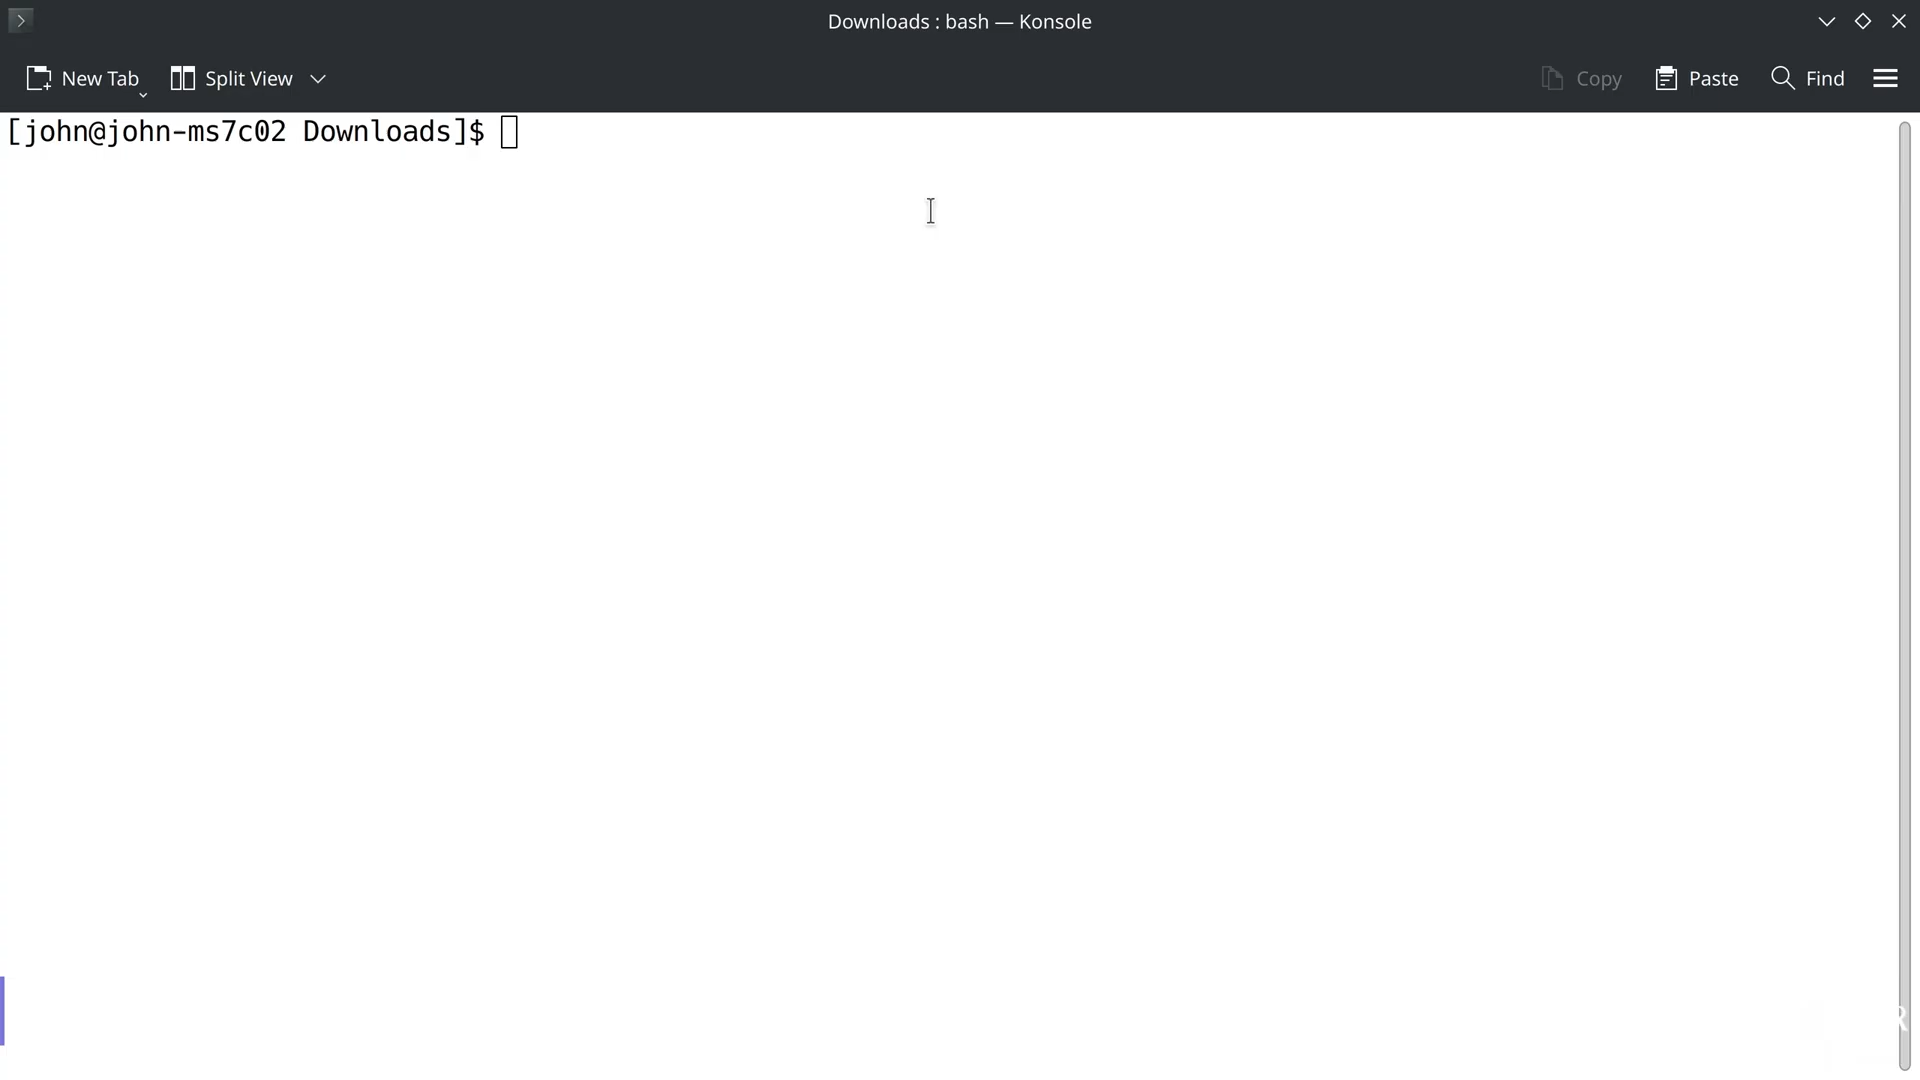 Downloads : bash — Konsole
New Tab
Split View
Copy
Paste
Find
[john@john-ms7c02 Downloads]$